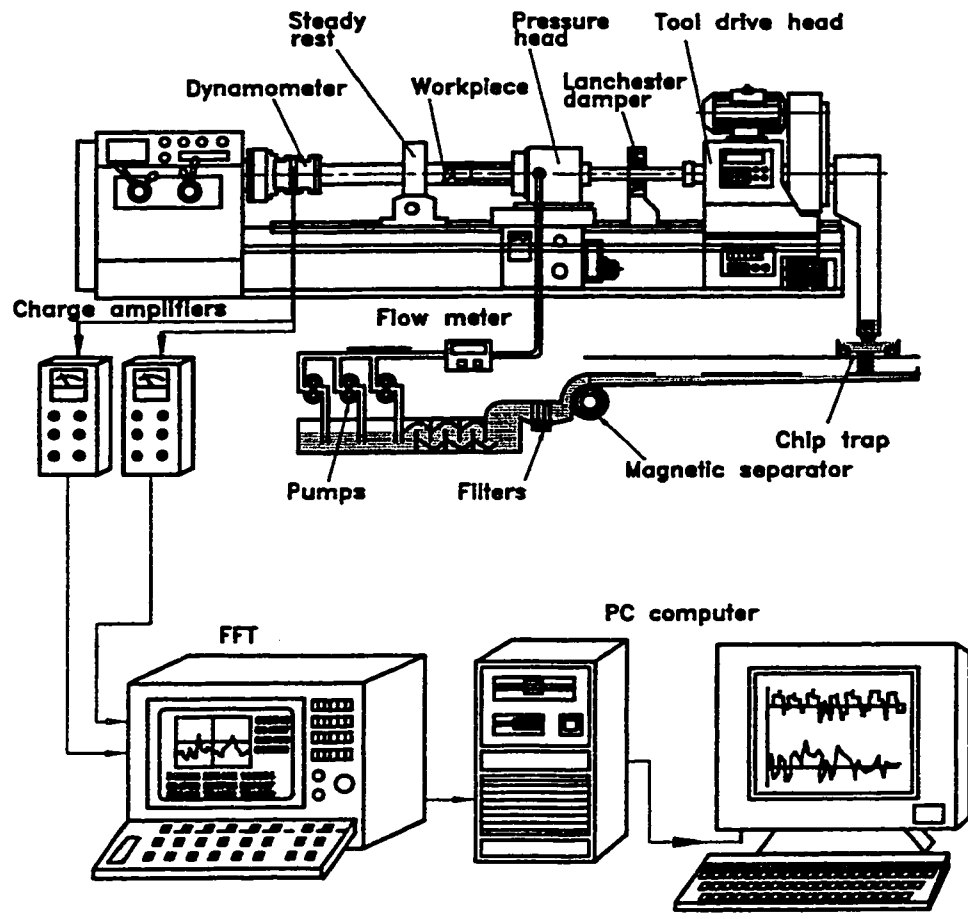 Steady
rest
Pressure
head
Tool drive head
Dynamometer
Workpiece
Lanchester
damper
Charge amplifiers
Flow meter
Chip trap
Pumps
Filters
Magnetic separator
PC computer
FFT